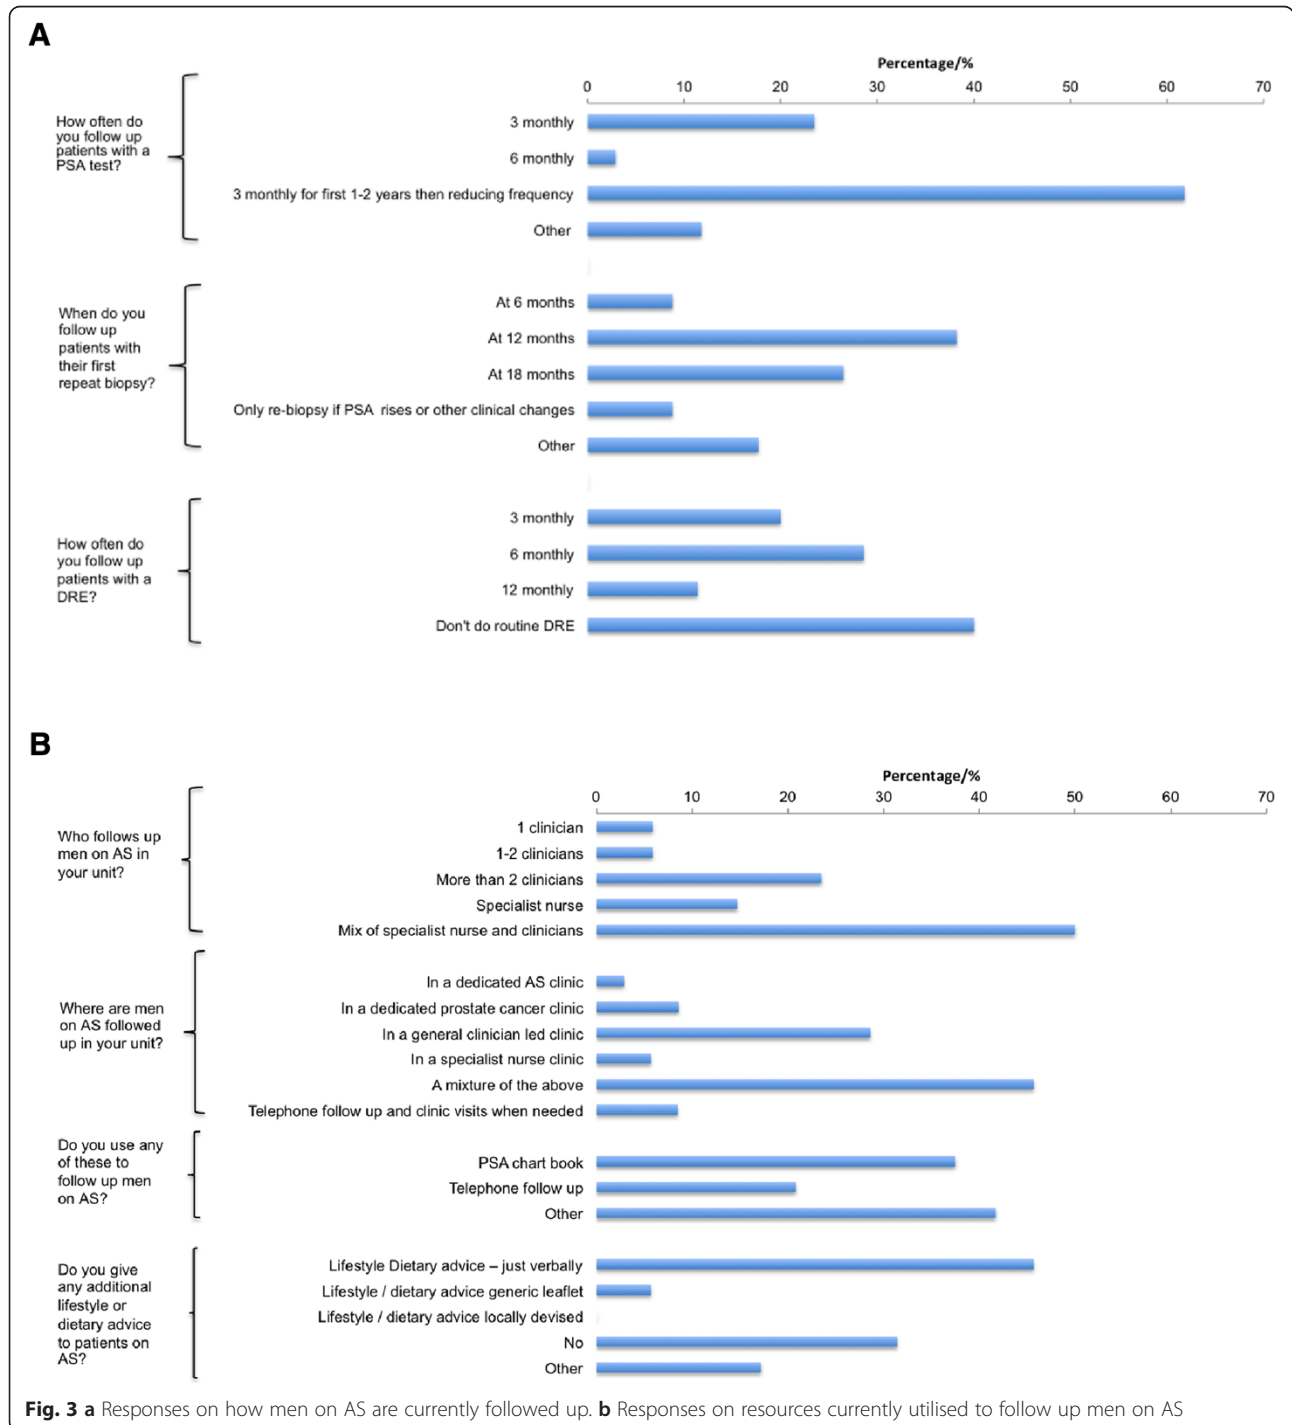 A
Percentage/%
0 10 20 30 40 50 60 70
How often do
you follow up
patients with a
PSA test?
3 monthly
6 monthly
3 monthly for first 1-2 years then reducing frequency
Other
When do you
follow up
patients with
their first
repeat biopsy?
At 6 months
At 12 months
At 18 months
Only re-biopsy if PSA rises or other clinical changes
Other
How often do
you follow up
patients with a
DRE?
3 monthly
6 monthly
12 monthly
Don't do routine DRE
B
Percentage/%
0 10 20 30 40 50 60 70
Who follows up
men on AS in
your unit?
1 clinician
1-2 clinicians
More than 2 clinicians
Specialist nurse
Mix of specialist nurse and clinicians
Where are men
on AS followed
up in your unit?
In a dedicated AS clinic
In a dedicated prostate cancer clinic
In a general clinician led clinic
In a specialist nurse clinic
A mixture of the above
Telephone follow up and clinic visits when needed
Do you use any
of these to
follow up men
on AS?
PSA chart book
Telephone follow up
Other
Do you give
any additional
lifestyle or
dietary advice
to patients on
AS?
Lifestyle Dietary advice – just verbally
Lifestyle / dietary advice generic leaflet
Lifestyle / dietary advice locally devised
No
Other
Fig. 3 a Responses on how men on AS are currently followed up. b Responses on resources currently utilised to follow up men on AS